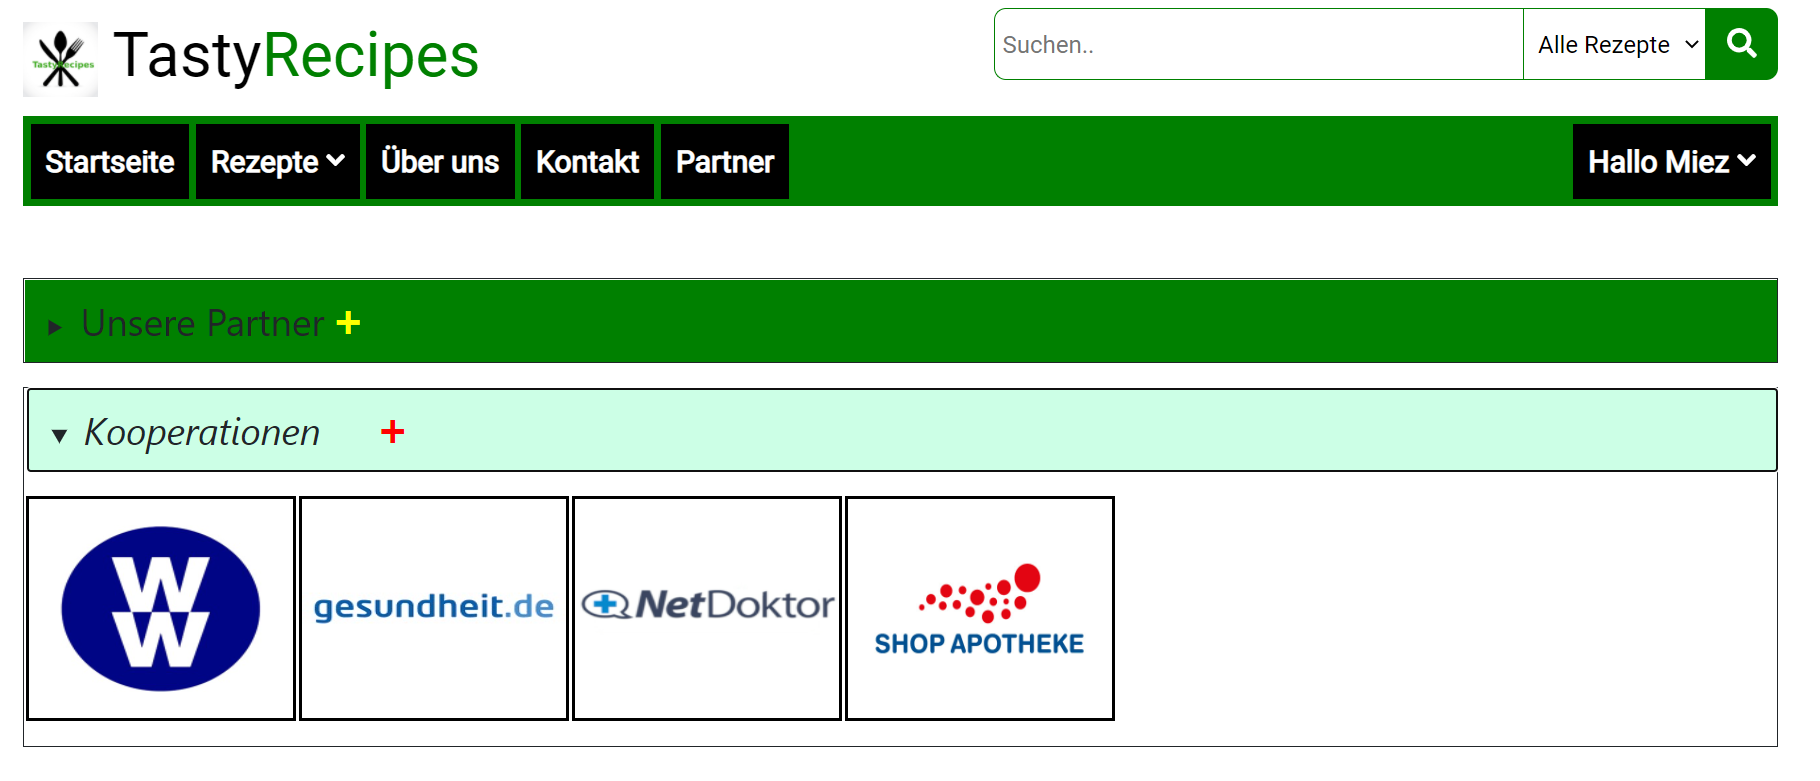 TastyRecipes
TastyRecipes
Suchen..
Alle Rezepte
Startseite
Rezepte
Über uns
Kontakt
Partner
Hallo Miez
Unsere Partner +
Kooperationen +
W
W
gesundheit.de
NetDoktor
SHOP APOTHEKE